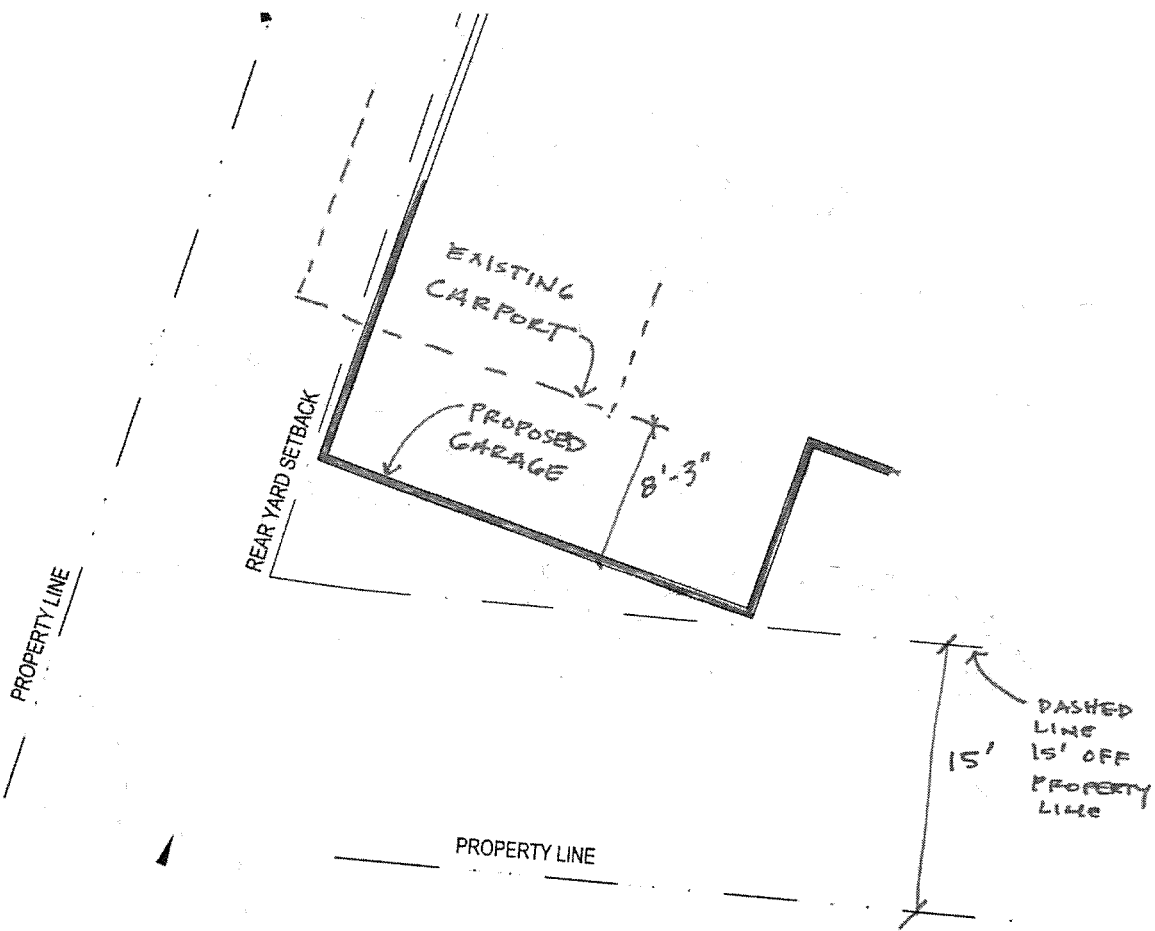 EXISTING
CARPORT
REAR YARD SETBACK
PROPOSED
GARAGE
8'-3"
PROPERTY LINE
DASHED
LINE
15' OFF
PROPERTY
LINE
15'
PROPERTY LINE